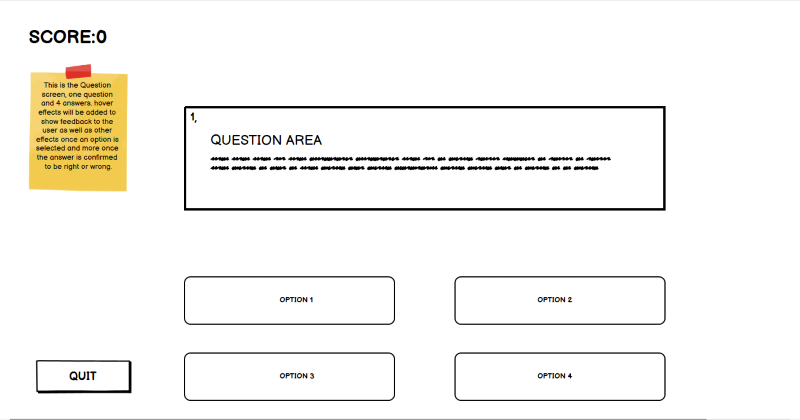 SCORE:0
This is the Question
screen, one question
and 4 answers. hover
effects will be added to
show feedback to the
user as well as other
effects once an option is
selected and more once
the answer is confirmed
to be right or wrong.
1,
QUESTION AREA
OPTION 1
OPTION 2
QUIT
OPTION 3
OPTION 4